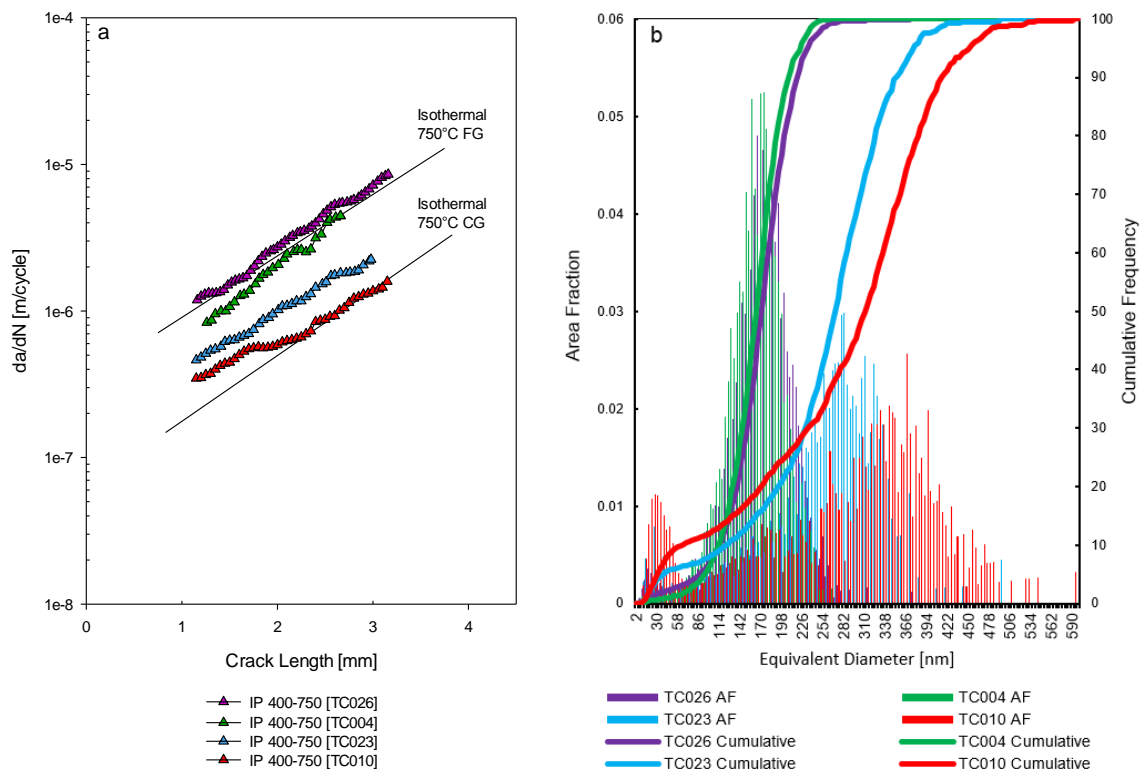 a
1e-4
1e-5
1e-6
1e-7
1e-8
da/dN [m/cycle]
Isothermal
750°C FG
Isothermal
750°C CG
0
1
2
3
4
Crack Length [mm]
IP 400-750 [TC026]
IP 400-750 [TC004]
IP 400-750 [TC023]
IP 400-750 [TC010]
b
0.06
0.05
0.04
0.03
0.02
0.01
0
Area Fraction
100
90
80
70
60
50
40
30
20
10
0
Cumulative Frequency
2
30
58
86
114
142
170
198
226
254
282
310
338
366
394
422
450
478
506
534
562
590
Equivalent Diameter [nm]
TC026 AF
TC004 AF
TC023 AF
TC010 AF
TC026 Cumulative
TC004 Cumulative
TC023 Cumulative
TC010 Cumulative